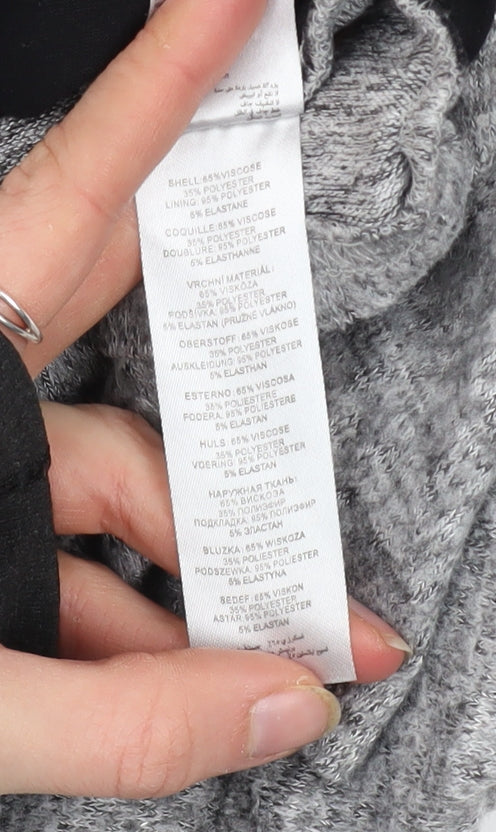 SHELL: 65% VISCOSE
35% POLYESTER
LINING: 95% POLYESTER
5% ELASTANE
COQUILLE: 65% VISCOSE
35% POLYESTER
DOUBLURE: 95% POLYESTER
5% ELASTHANNE
VRCHNÍ MATERIÁL:
65% VISKÓZA
35% POLYESTER
PODŠÍVKA: 95% POLYESTER
5% ELASTAN (PRUŽNÉ VLÁKNO)
OBERSTOFF: 65% VISKOSE
35% POLYESTER
AUSKLEIDUNG: 95% POLYESTER
5% ELASTHAN
ESTERNO: 65% VISCOSA
35% POLIESTERE
FODERA: 95% POLIESTERE
5% ELASTAN
HULS: 65% VISCOSE
35% POLYESTER
VOERING: 95% POLYESTER
5% ELASTAN
НАРУЖНАЯ ТКАНЬ:
65% ВИСКОЗА
35% ПОЛИЭФИР
ПОДКЛАДКА: 95% ПОЛИЭФИР
5% ЭЛАСТАН
BLUZKA: 65% WISKOZA
35% POLIESTER
PODSZEWKA: 95% POLIESTER
5% ELASTYNA
BEDEF: 65% VISKON
35% POLYESTER
ASTAR: 95% POLYESTER
5% ELASTAN